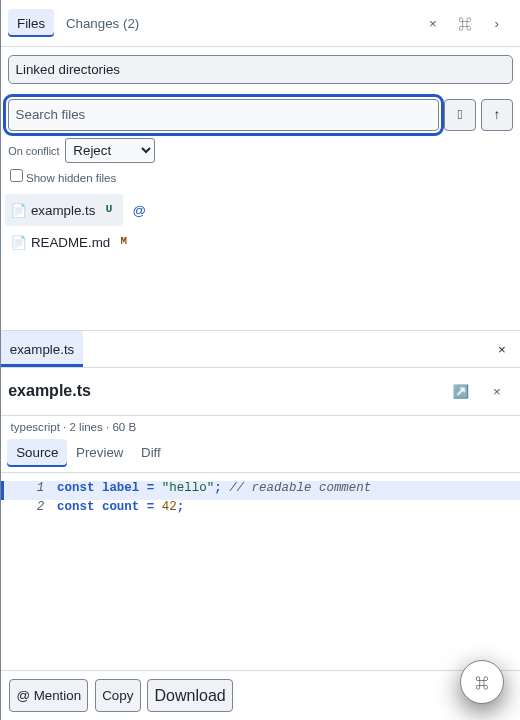 Files Changes (2) × ⌘ ›
Linked directories
Search files ↑
On conflict Reject
Show hidden files
example.ts U @
README.md M
example.ts ×
example.ts ×
typescript · 2 lines · 60 B
Source Preview Diff
1 const label = "hello"; // readable comment
2 const count = 42;
@ Mention Copy Download ⌘